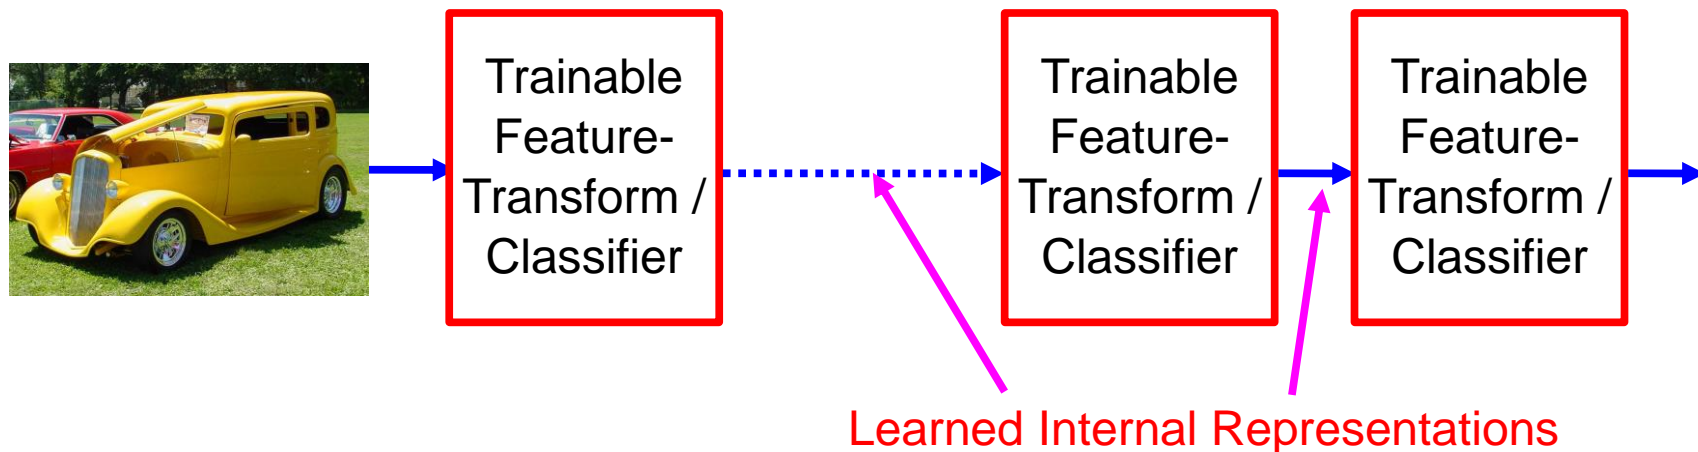 Trainable
Feature-
Transform /
Classifier
Trainable
Feature-
Transform /
Classifier
Trainable
Feature-
Transform /
Classifier
Learned Internal Representations